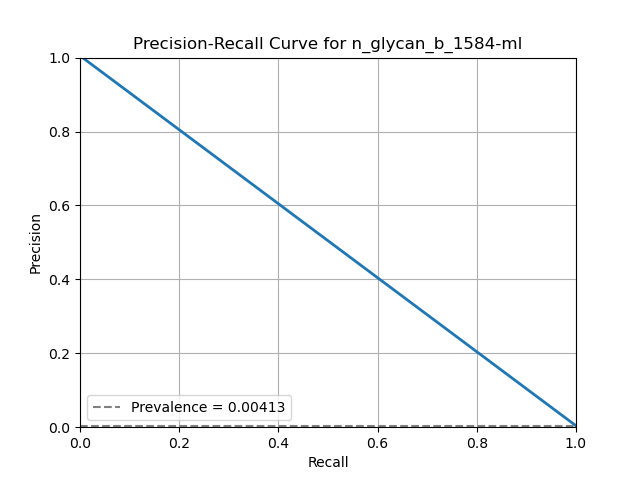 Precision-Recall Curve for n_glycan_b_1584-ml
1.0
0.8
0.6
0.4
0.2
0.0
Precision
Prevalence = 0.00413
0.0 0.2 0.4 0.6 0.8 1.0
Recall